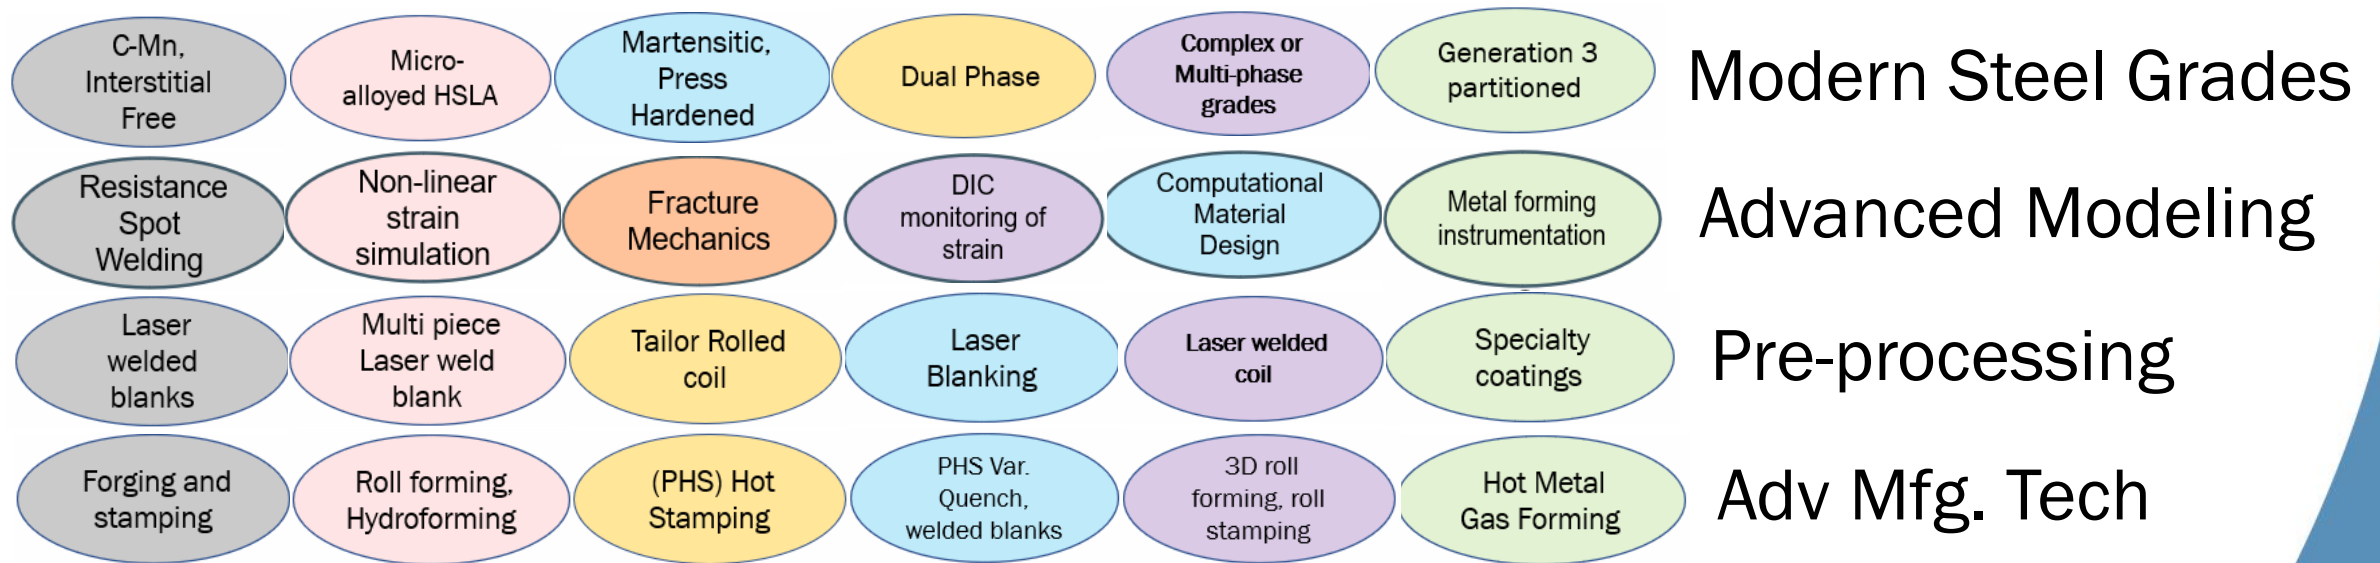 C-Mn,
Interstitial
Free
Micro-
alloyed HSLA
Martensitic,
Press
Hardened
Dual Phase
Complex or
Multi-phase
grades
Generation 3
partitioned
Modern Steel Grades
Resistance
Spot
Welding
Non-linear
strain
simulation
Fracture
Mechanics
DIC
monitoring of
strain
Computational
Material
Design
Metal forming
instrumentation
Advanced Modeling
Laser
welded
blanks
Multi piece
Laser weld
blank
Tailor Rolled
coil
Laser
Blanking
Laser welded
coil
Specialty
coatings
Pre-processing
Forging and
stamping
Roll forming,
Hydroforming
(PHS) Hot
Stamping
PHS Var.
Quench,
welded blanks
3D roll
forming, roll
stamping
Hot Metal
Gas Forming
Adv Mfg. Tech